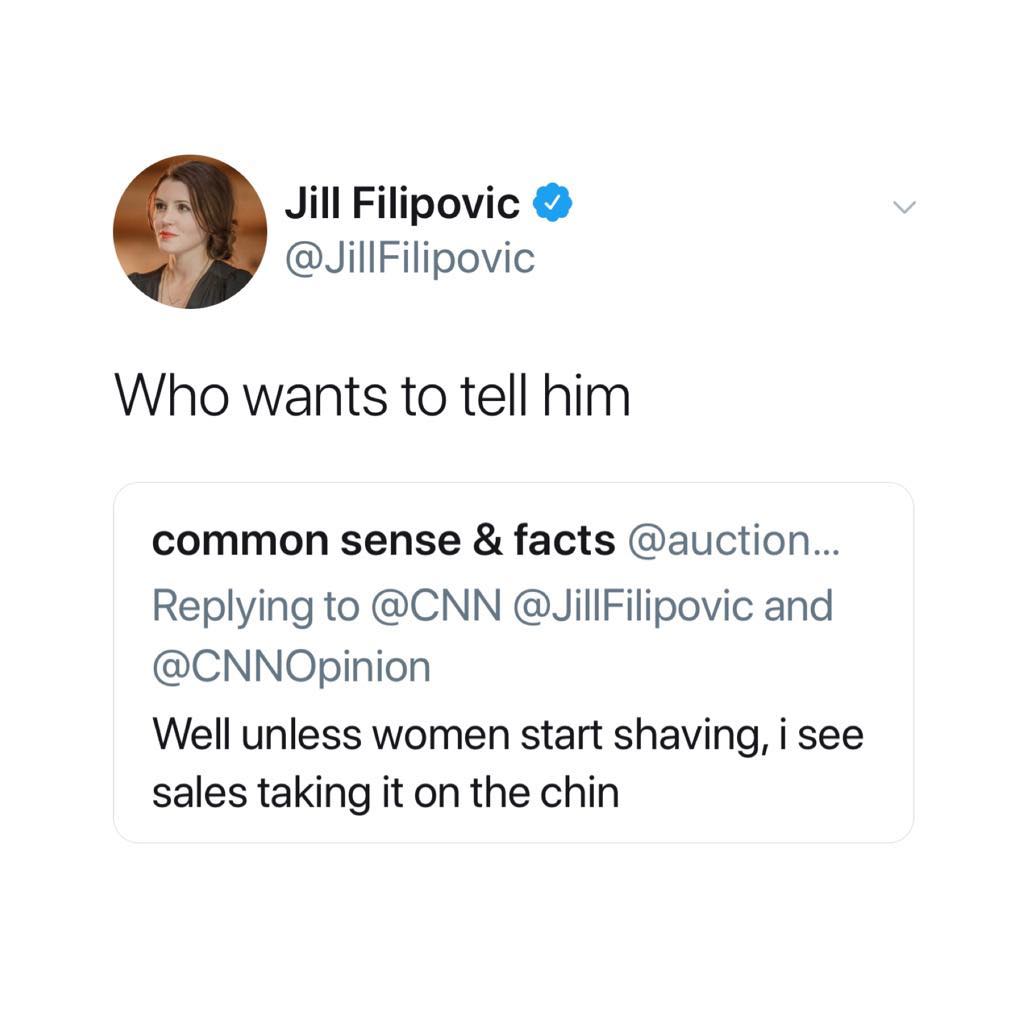 Jill Filipovic
@JillFilipovic
Who wants to tell him
common sense & facts @auction...
Replying to @CNN @JillFilipovic and
@CNNOpinion
Well unless women start shaving, i see
sales taking it on the chin